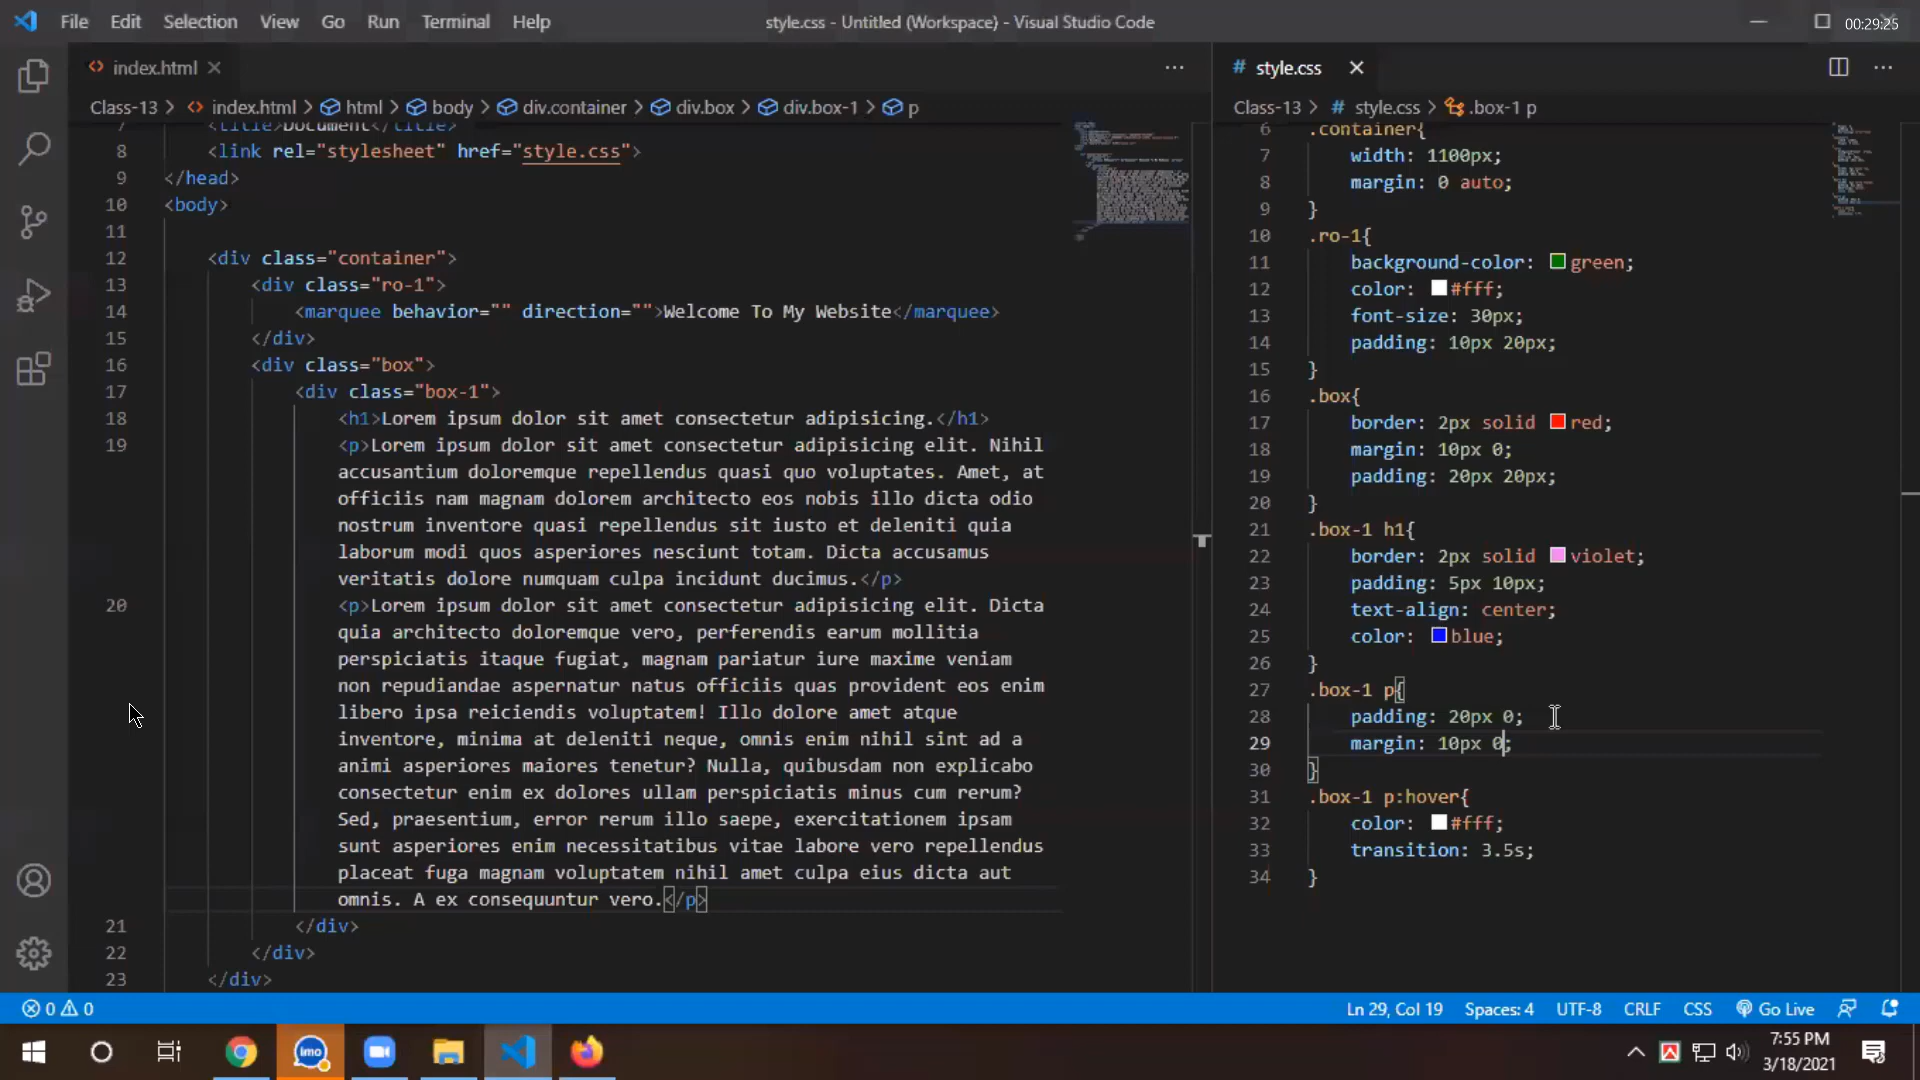 File Edit Selection View Go Run Terminal Help
style.css - Untitled (Workspace) - Visual Studio Code
00:29:25
index.html
Class-13 > index.html > html > body > div.container > div.box > div.box-1 > p
7 <title>Document</title>
8 <link rel="stylesheet" href="style.css">
9 </head>
10 <body>
11
12 <div class="container">
13 <div class="ro-1">
14 <marquee behavior="" direction="">Welcome To My Website</marquee>
15 </div>
16 <div class="box">
17 <div class="box-1">
18 <h1>Lorem ipsum dolor sit amet consectetur adipisicing.</h1>
19 <p>Lorem ipsum dolor sit amet consectetur adipisicing elit. Nihil
accusantium doloremque repellendus quasi quo voluptates. Amet, at
officiis nam magnam dolorem architecto eos nobis illo dicta odio
nostrum inventore quasi repellendus sit iusto et deleniti quia
laborum modi quos asperiores nesciunt totam. Dicta accusamus
veritatis dolore numquam culpa incidunt ducimus.</p>
20 <p>Lorem ipsum dolor sit amet consectetur adipisicing elit. Dicta
quia architecto doloremque vero, perferendis earum mollitia
perspiciatis itaque fugiat, magnam pariatur iure maxime veniam
non repudiandae aspernatur natus officiis quas provident eos enim
libero ipsa reiciendis voluptatem! Illo dolore amet atque
inventore, minima at deleniti neque, omnis enim nihil sint ad a
animi asperiores maiores tenetur? Nulla, quibusdam non explicabo
consectetur enim ex dolores ullam perspiciatis minus cum rerum?
Sed, praesentium, error rerum illo saepe, exercitationem ipsam
sunt asperiores enim necessitatibus vitae labore vero repellendus
placeat fuga magnam voluptatem nihil amet culpa eius dicta aut
omnis. A ex consequuntur vero.</p>
21 </div>
22 </div>
23 </div>
# style.css
Class-13 > # style.css > .box-1 p
6 .container{
7 width: 1100px;
8 margin: 0 auto;
9 }
10 .ro-1{
11 background-color: green;
12 color: #fff;
13 font-size: 30px;
14 padding: 10px 20px;
15 }
16 .box{
17 border: 2px solid red;
18 margin: 10px 0;
19 padding: 20px 20px;
20 }
21 .box-1 h1{
22 border: 2px solid violet;
23 padding: 5px 10px;
24 text-align: center;
25 color: blue;
26 }
27 .box-1 p{
28 padding: 20px 0;
29 margin: 10px 0;
30 }
31 .box-1 p:hover{
32 color: #fff;
33 transition: 3.5s;
34 }
0 0
Ln 29, Col 19 Spaces: 4 UTF-8 CRLF CSS Go Live
imo
7:55 PM
3/18/2021